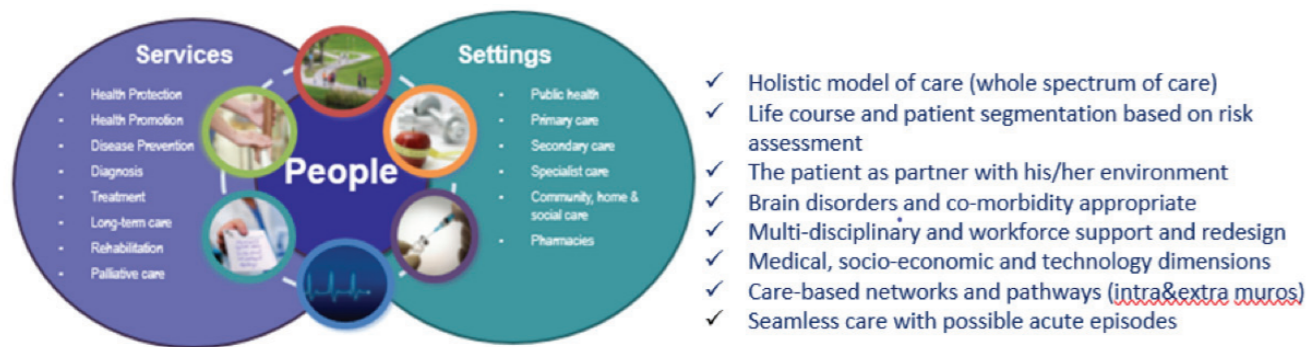 Services
Health Protection
Health Promotion
Disease Prevention
Diagnosis
Treatment
Long-term care
Rehabilitation
Palliative care
People
Settings
Public health
Primary care
Secondary care
Specialist care
Community, home &
social care
Pharmacies
✓ Holistic model of care (whole spectrum of care)
✓ Life course and patient segmentation based on risk
assessment
✓ The patient as partner with his/her environment
✓ Brain disorders and co-morbidity appropriate
✓ Multi-disciplinary and workforce support and redesign
✓ Medical, socio-economic and technology dimensions
✓ Care-based networks and pathways (intra&extra muros)
✓ Seamless care with possible acute episodes